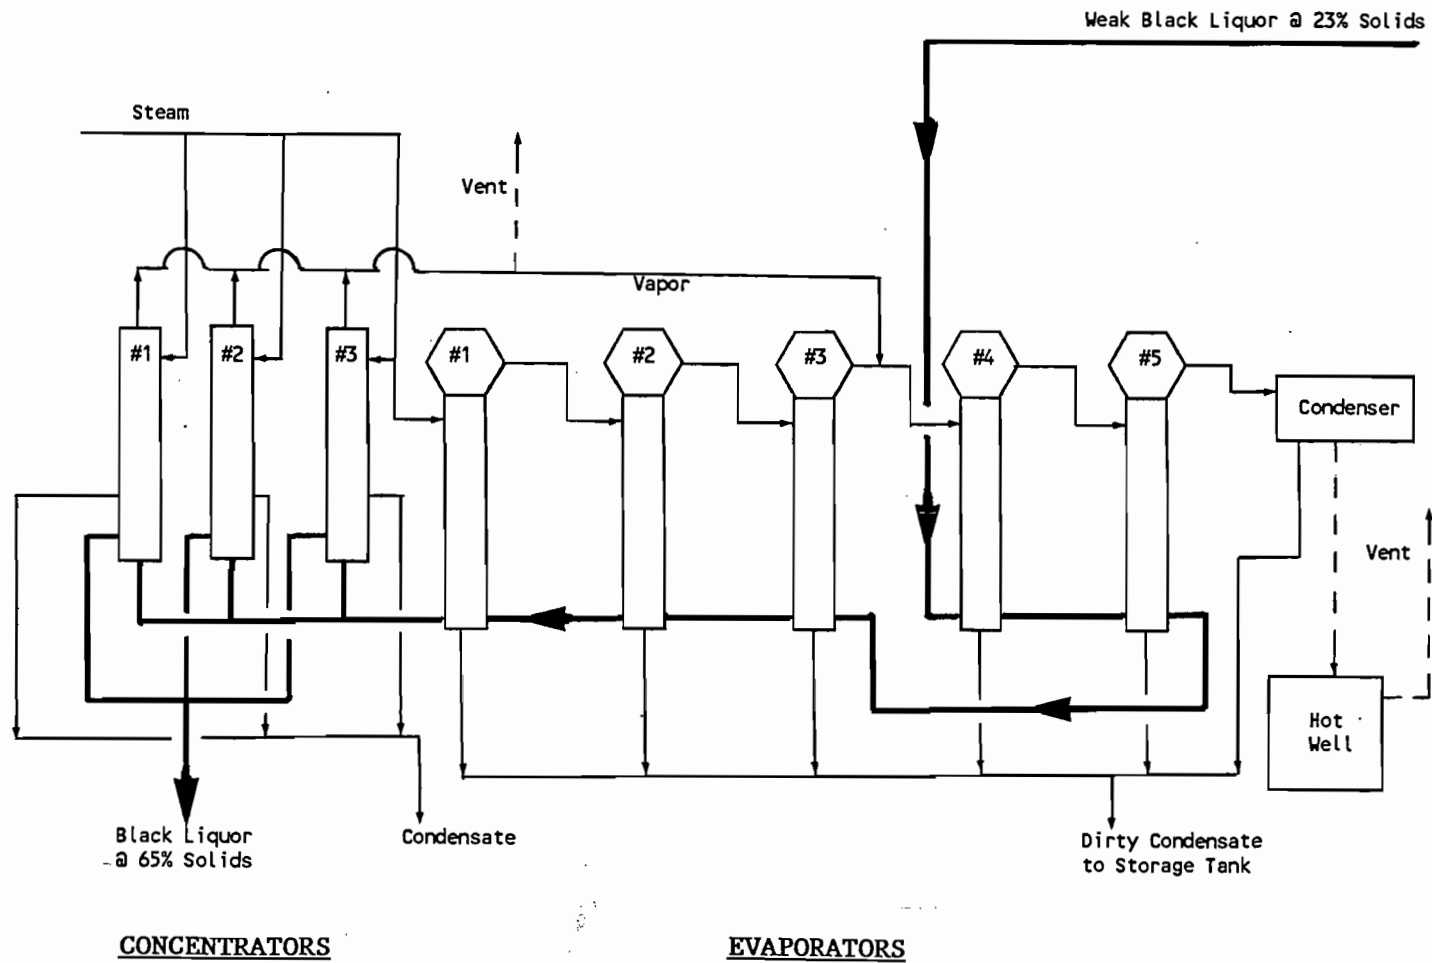 Weak Black Liquor @ 23% Solids
Steam
Vent
Vapor
#1
#2
#3
#1
#2
#3
#4
#5
Condenser
Vent
Hot
Well
Black Liquor
@ 65% Solids
Condensate
Dirty Condensate
to Storage Tank
CONCENTRATORS
EVAPORATORS